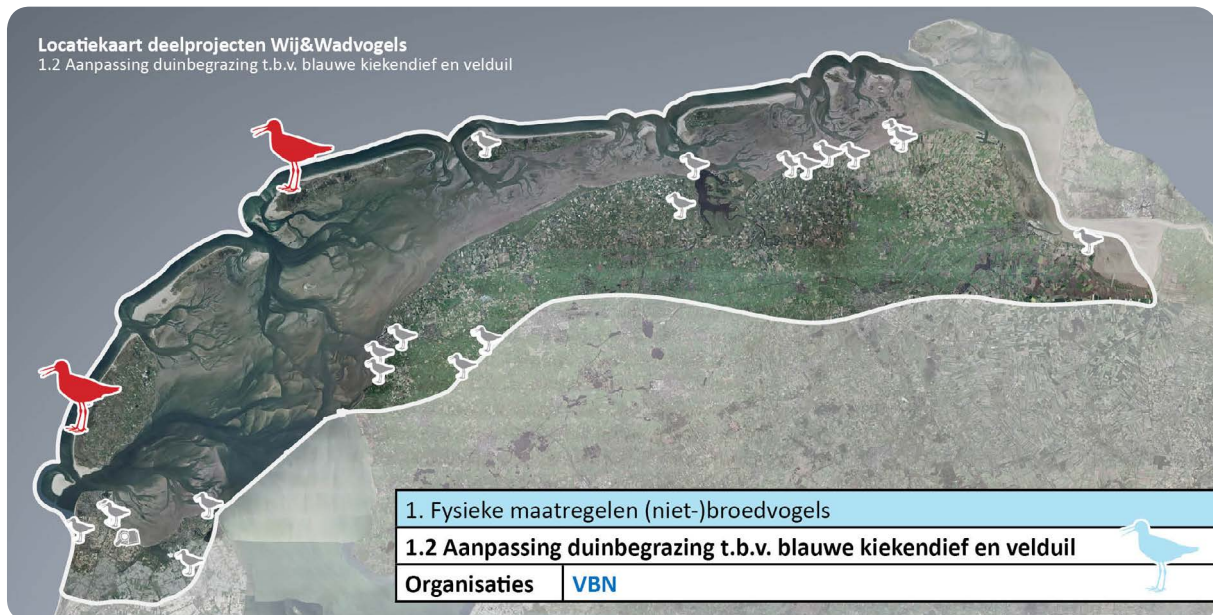 Locatiekaart deelprojecten Wij&Wadvogels
1.2 Aanpassing duinbegrazing t.b.v. blauwe kiekendief en velduil
1. Fysieke maatregelen (niet-)broedvogels
1.2 Aanpassing duinbegrazing t.b.v. blauwe kiekendief en velduil
Organisaties VBN